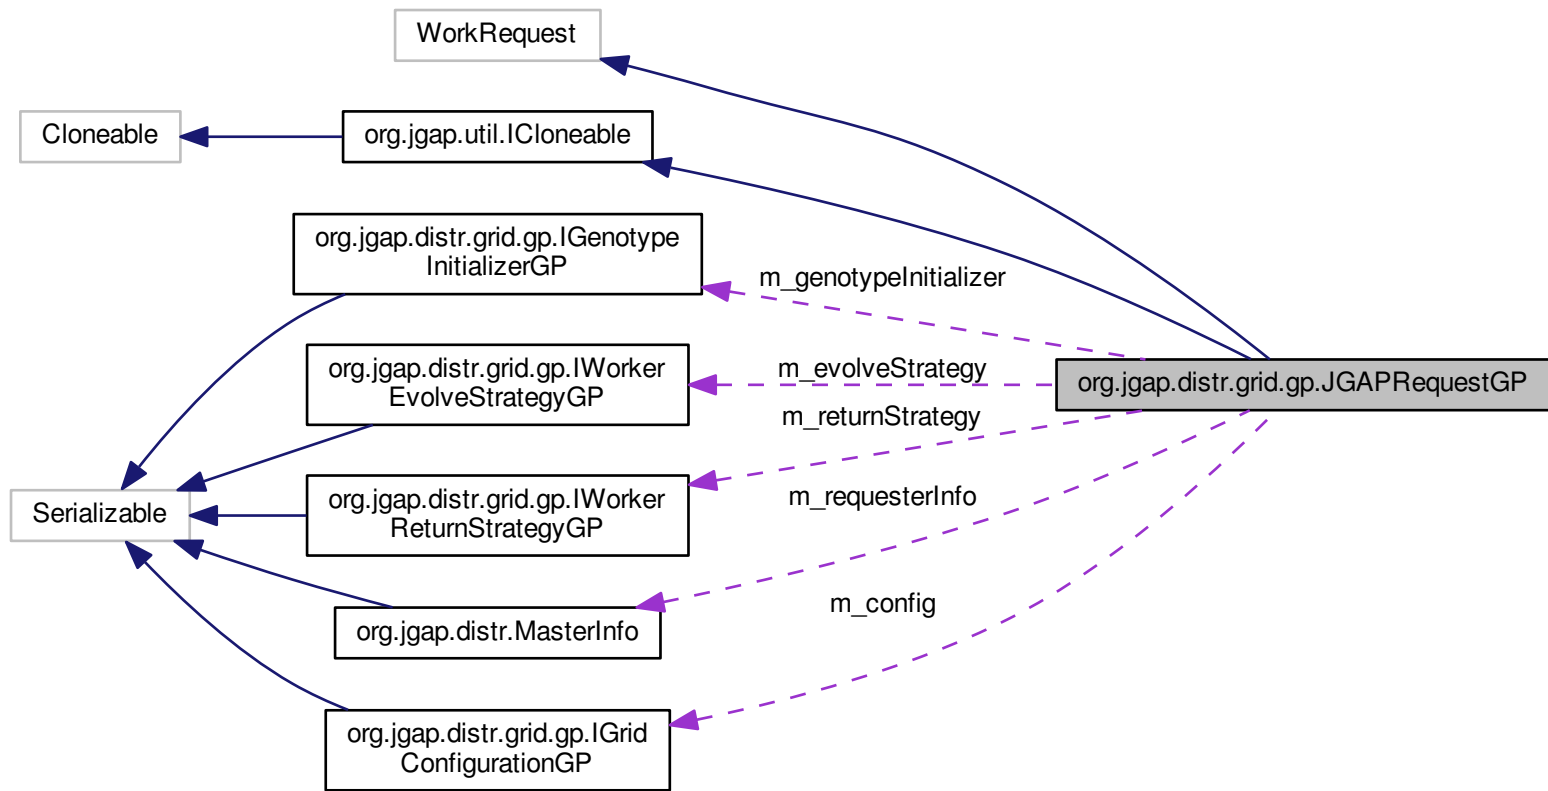 WorkRequest
Cloneable
org.jgap.util.ICloneable
org.jgap.distr.grid.gp.IGenotype
InitializerGP
m_genotypeInitializer
org.jgap.distr.grid.gp.IWorker
EvolveStrategyGP
m_evolveStrategy
org.jgap.distr.grid.gp.JGAPRequestGP
m_returnStrategy
Serializable
org.jgap.distr.grid.gp.IWorker
ReturnStrategyGP
m_requesterInfo
org.jgap.distr.MasterInfo
m_config
org.jgap.distr.grid.gp.IGrid
ConfigurationGP